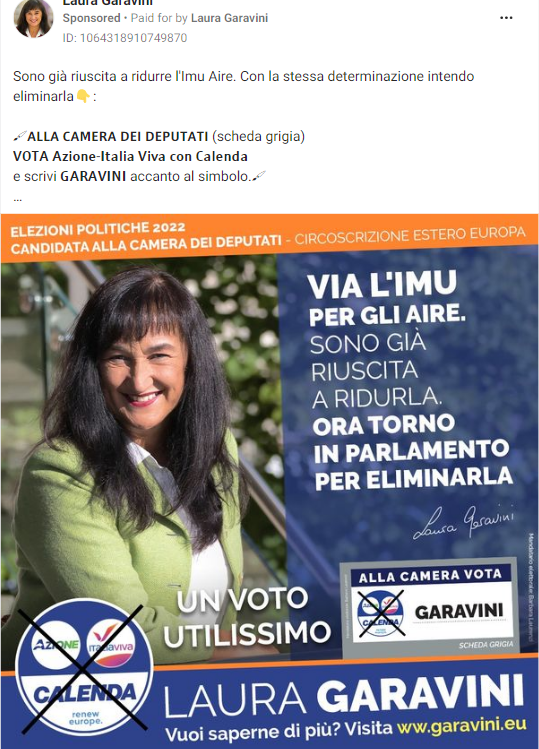 Laura Garavini
Sponsored • Paid for by Laura Garavini
ID: 1064318910749870
Sono già riuscita a ridurre l'Imu Aire. Con la stessa determinazione intendo
eliminarla👇:
🖌ALLA CAMERA DEI DEPUTATI (scheda grigia)
VOTA Azione-Italia Viva con Calenda
e scrivi GARAVINI accanto al simbolo.🖌
...
ELEZIONI POLITICHE 2022
CANDIDATA ALLA CAMERA DEI DEPUTATI - CIRCOSCRIZIONE ESTERO EUROPA
VIA L'IMU
PER GLI AIRE.
SONO GIÀ
RIUSCITA
A RIDURLA.
ORA TORNO
IN PARLAMENTO
PER ELIMINARLA
Laura Garavini
ALLA CAMERA VOTA
GARAVINI
SCHEDA GRIGIA
UN VOTO
UTILISSIMO
AZIONE
ITALIAVIVA
CALENDA
renew
europe.
LAURA GARAVINI
Vuoi saperne di più? Visita www.garavini.eu